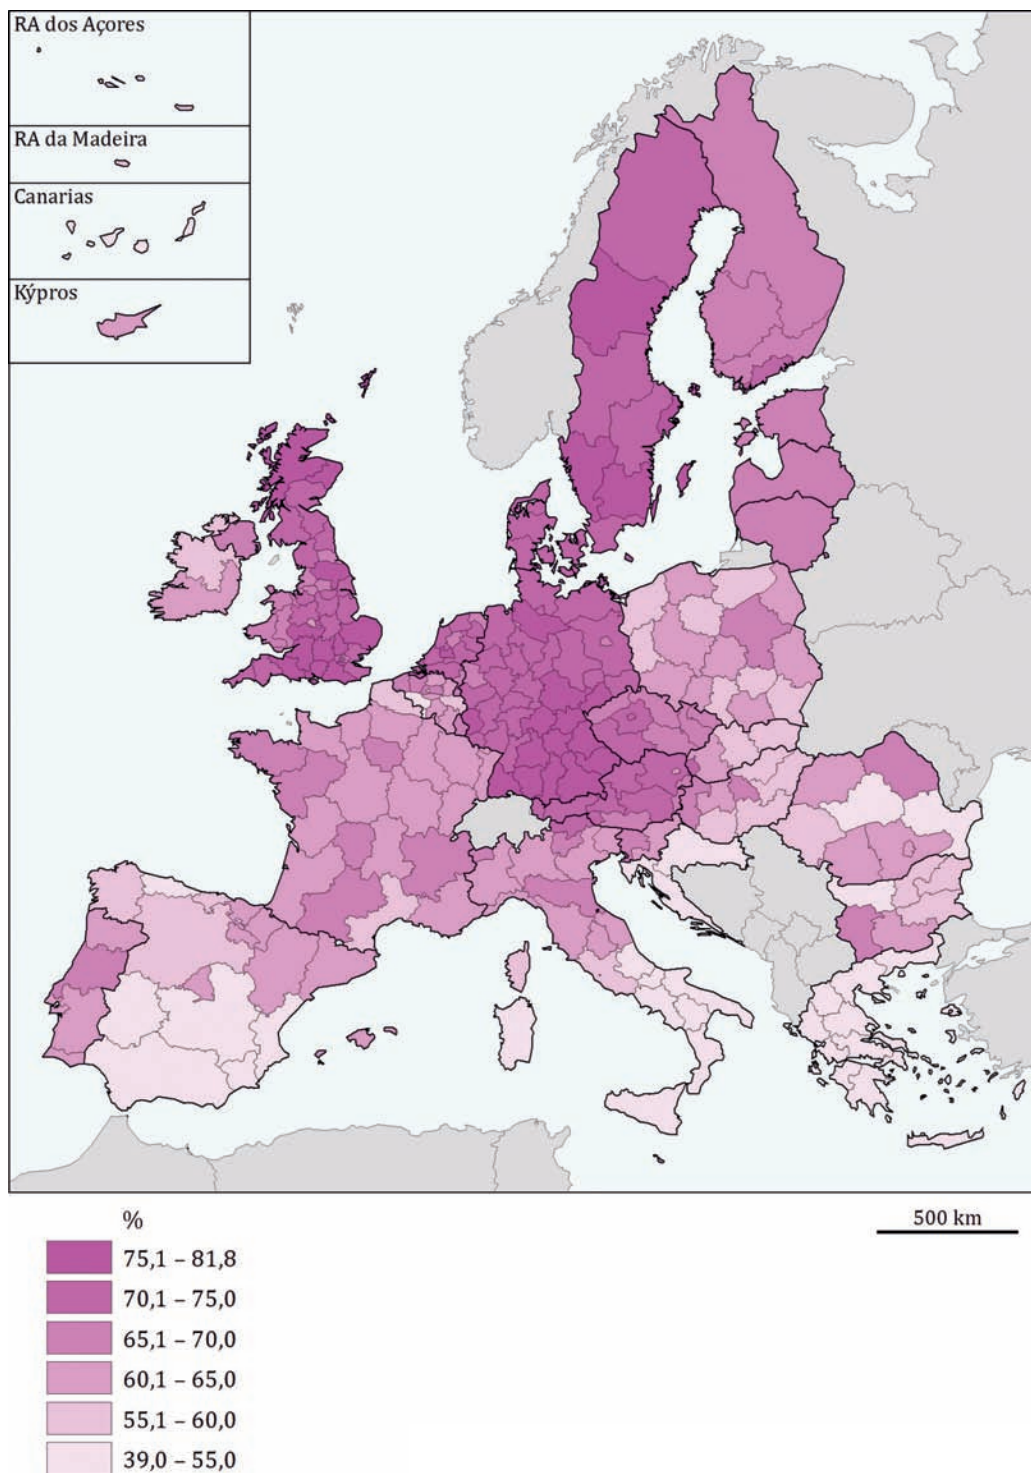 RA dos Açores
RA da Madeira
Canarias
Kýpros
%
500 km
75,1 – 81,8
70,1 – 75,0
65,1 – 70,0
60,1 – 65,0
55,1 – 60,0
39,0 – 55,0